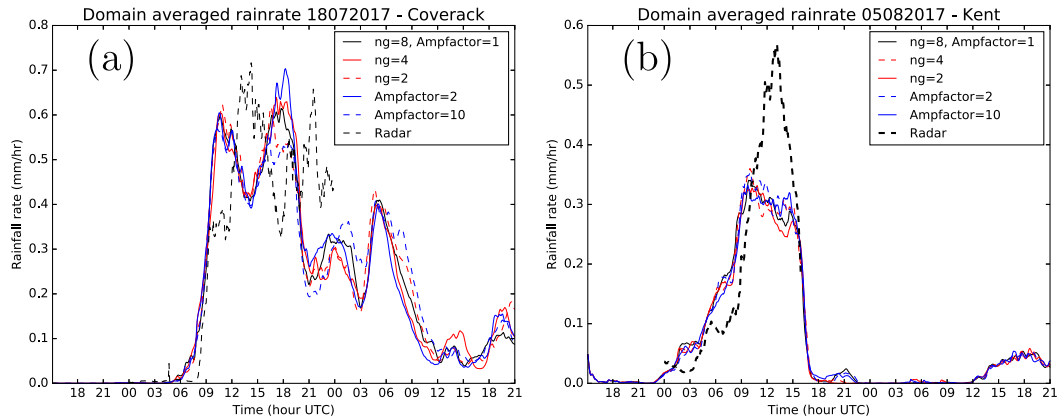 Domain averaged rainrate 18072017 - Coverack
(a)
ng=8, Ampfactor=1
ng=4
ng=2
Ampfactor=2
Ampfactor=10
Radar
Rainfall rate (mm/hr)
0.8
0.7
0.6
0.5
0.4
0.3
0.2
0.1
0.0
18 21 00 03 06 09 12 15 18 21 00 03 06 09 12 15 18 21
Time (hour UTC)
Domain averaged rainrate 05082017 - Kent
(b)
ng=8, Ampfactor=1
ng=4
ng=2
Ampfactor=2
Ampfactor=10
Radar
Rainfall rate (mm/hr)
0.6
0.5
0.4
0.3
0.2
0.1
0.0
18 21 00 03 06 09 12 15 18 21 00 03 06 09 12 15 18 21
Time (hour UTC)